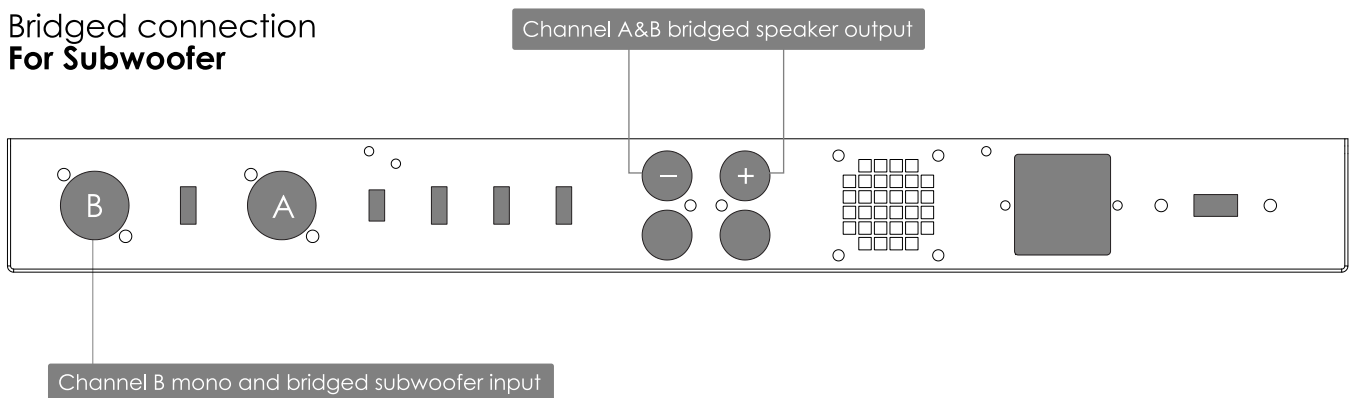 Bridged connection
For Subwoofer
Channel A&B bridged speaker output
B
A
−
+
Channel B mono and bridged subwoofer input